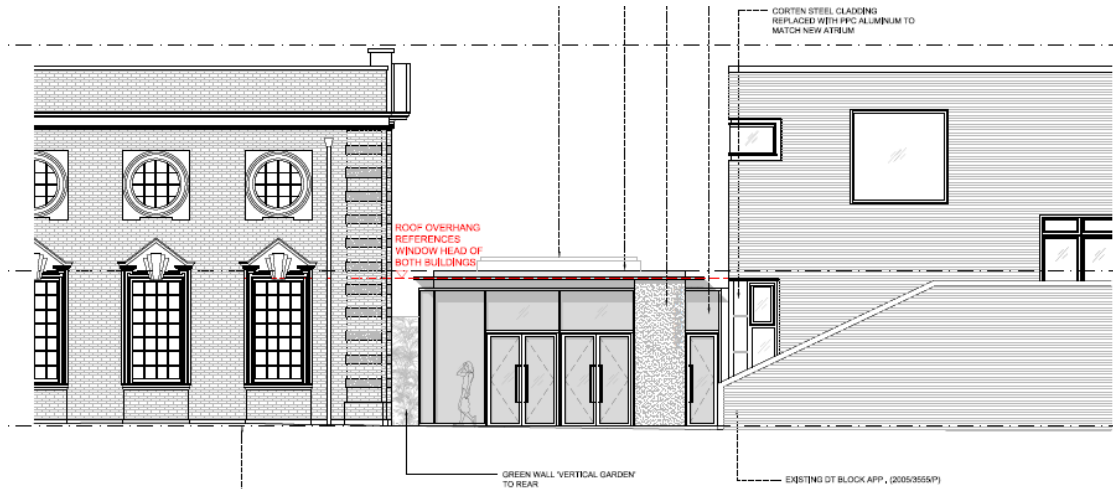 CORTEN STEEL CLADDING
REPLACED WITH PPC ALUMINUM TO
MATCH NEW ATRIUM
ROOF OVERHANG
REFERENCES
WINDOW HEAD OF
BOTH BUILDINGS
GREEN WALL 'VERTICAL GARDEN'
TO REAR
EXISTING DT BLOCK APP , (2005/3555/P)